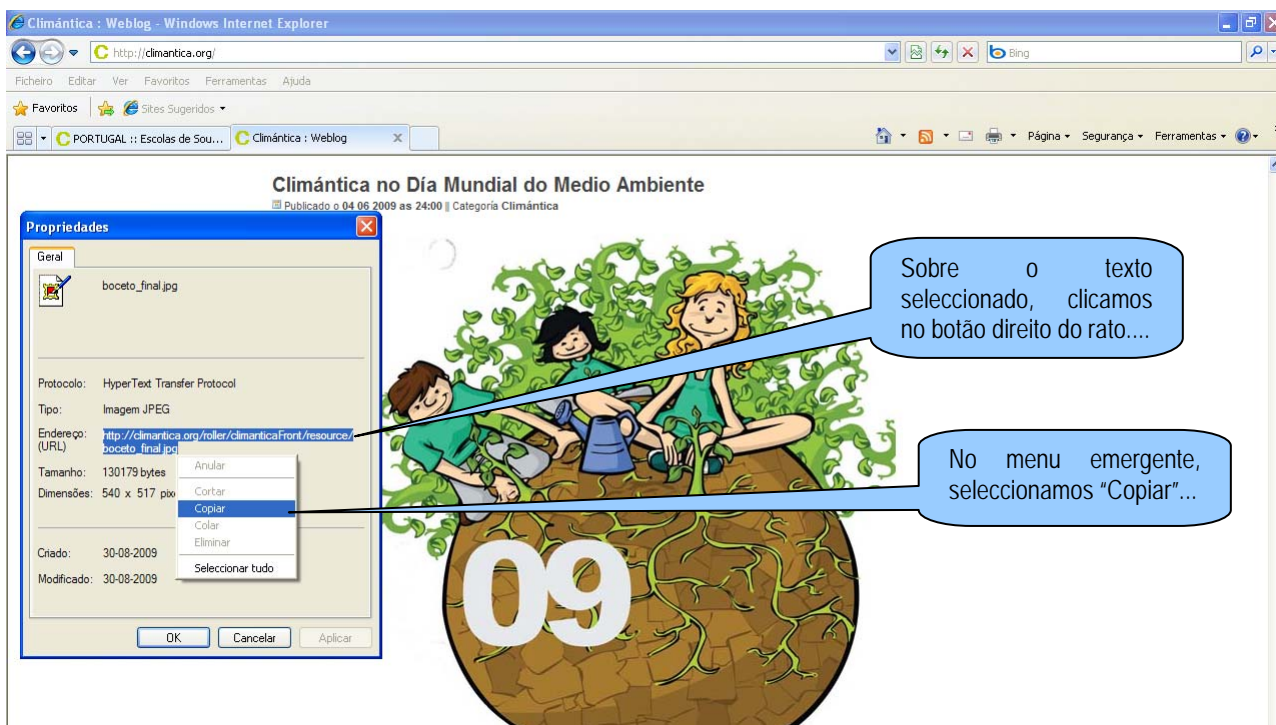 Climántica : Weblog - Windows Internet Explorer
http://climantica.org/
Bing
Ficheiro Editar Ver Favoritos Ferramentas Ajuda
Favoritos Sites Sugeridos
PORTUGAL :: Escolas de Sou... Climántica : Weblog
Página Segurança Ferramentas
Climántica no Día Mundial do Medio Ambiente
Publicado o 04 06 2009 as 24:00 || Categoría Climántica
Propriedades
Geral
boceto_final.jpg
Protocolo: HyperText Transfer Protocol
Tipo: Imagem JPEG
Endereço: http://climantica.org/roller/climanticaFront/resource/
(URL) boceto_final.jpg
Tamanho: 130179 bytes
Dimensões: 540 x 517 pix
Criado: 30-08-2009
Modificado: 30-08-2009
OK Cancelar Aplicar
Anular
Cortar
Copiar
Colar
Eliminar
Seleccionar tudo
Sobre o texto
seleccionado, clicamos
no botão direito do rato....
No menu emergente,
seleccionamos “Copiar”...
09